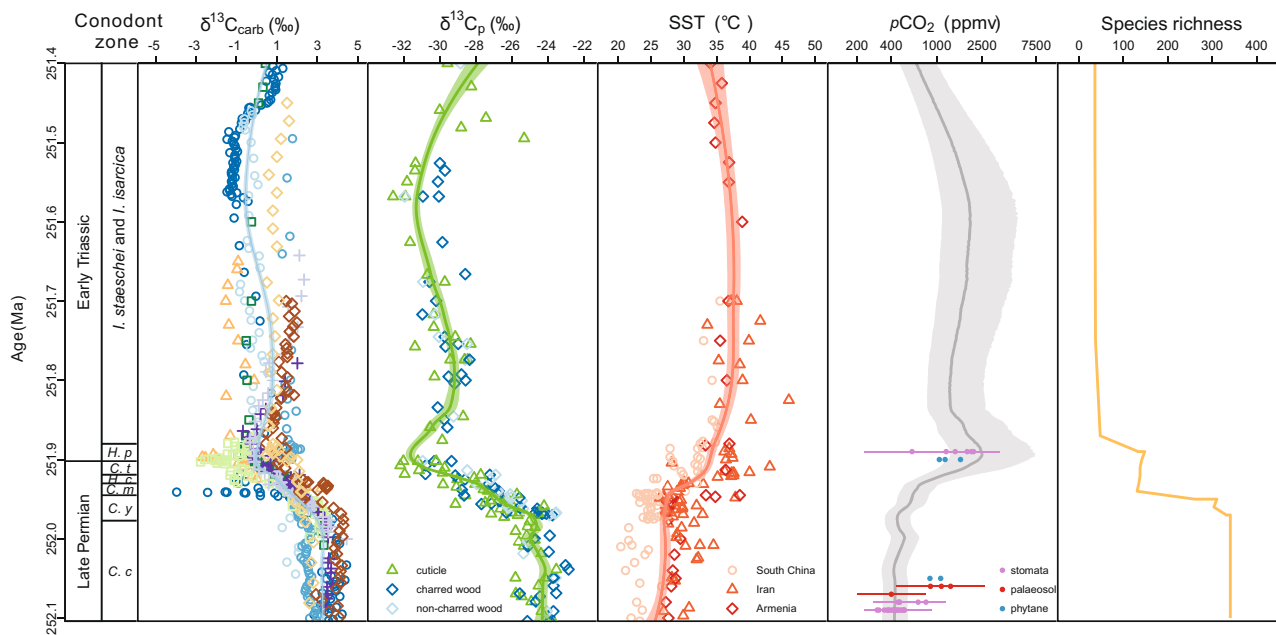 Conodont
zone
δ¹³C_carb (‰)
-5 -3 -1 1 3 5
δ¹³C_p (‰)
-32 -30 -28 -26 -24 -22
SST (°C)
20 25 30 35 40 45 50
pCO₂ (ppmv)
200 400 1000 2500 7000
Species richness
0 100 200 300 400
Age(Ma)
251.4
251.5
251.6
251.7
251.8
251.9
252.0
252.1
Early Triassic
Late Permian
I. staeschei and I. isarcica
H. p
C. t
H. c
C. m
C. y
C. c
cuticle
charred wood
non-charred wood
South China
Iran
Armenia
stomata
palaeosol
phytane